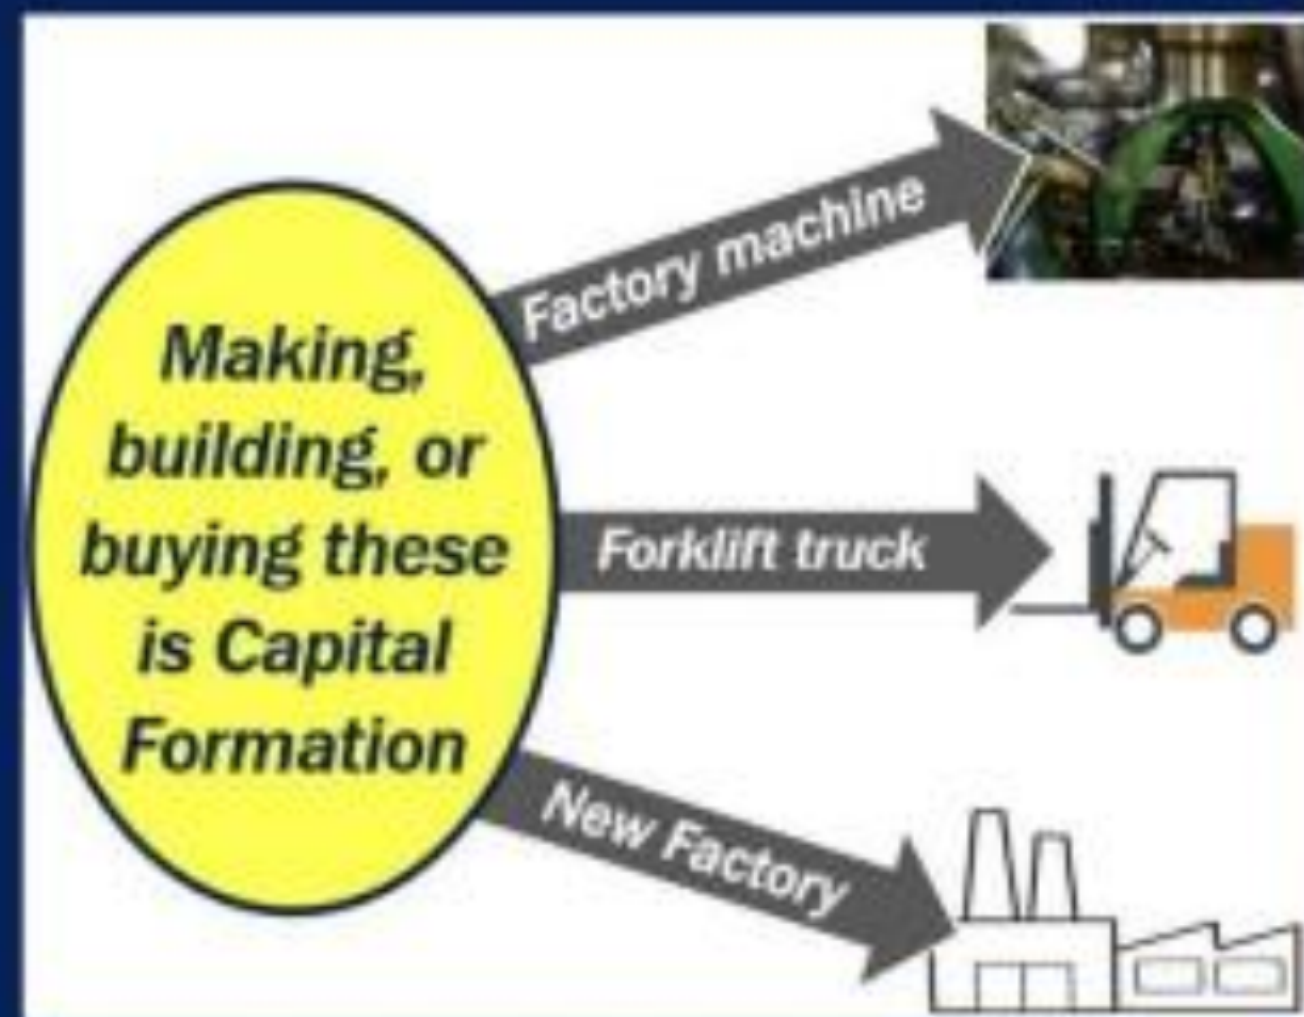 Making,
building, or
buying these
is Capital
Formation
Factory machine
Forklift truck
New Factory